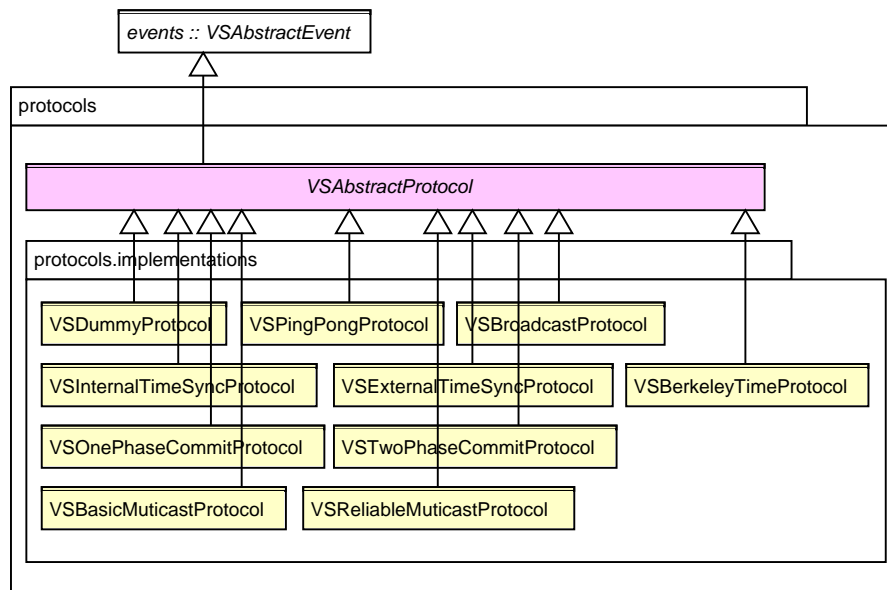 events :: VSAbstractEvent
protocols
VSAbstractProtocol
protocols.implementations
VSDummyProtocol
VSPingPongProtocol
VSBroadcastProtocol
VSInternalTimeSyncProtocol
VSExternalTimeSyncProtocol
VSBerkeleyTimeProtocol
VSOnePhaseCommitProtocol
VSTwoPhaseCommitProtocol
VSBasicMuticastProtocol
VSReliableMuticastProtocol